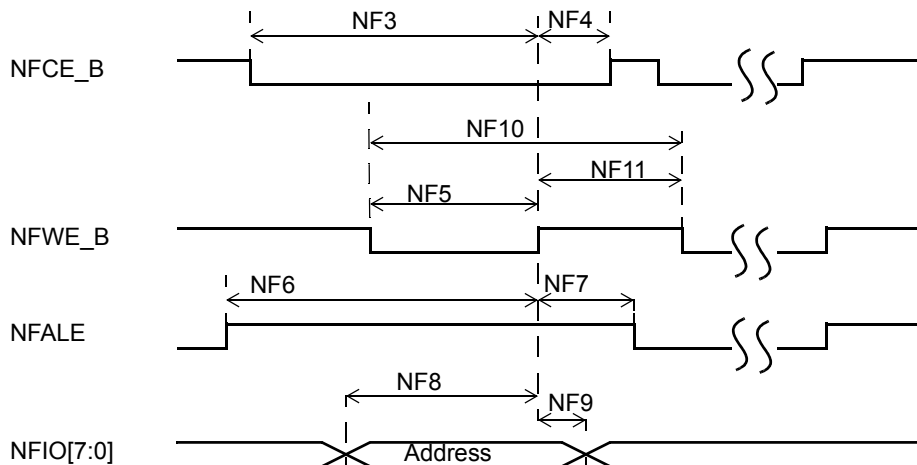 NF3 NF4
NFCE_B
NF10
NF11
NF5
NFWE_B
NF6 NF7
NFALE
NF8
NF9
NFIO[7:0] Address